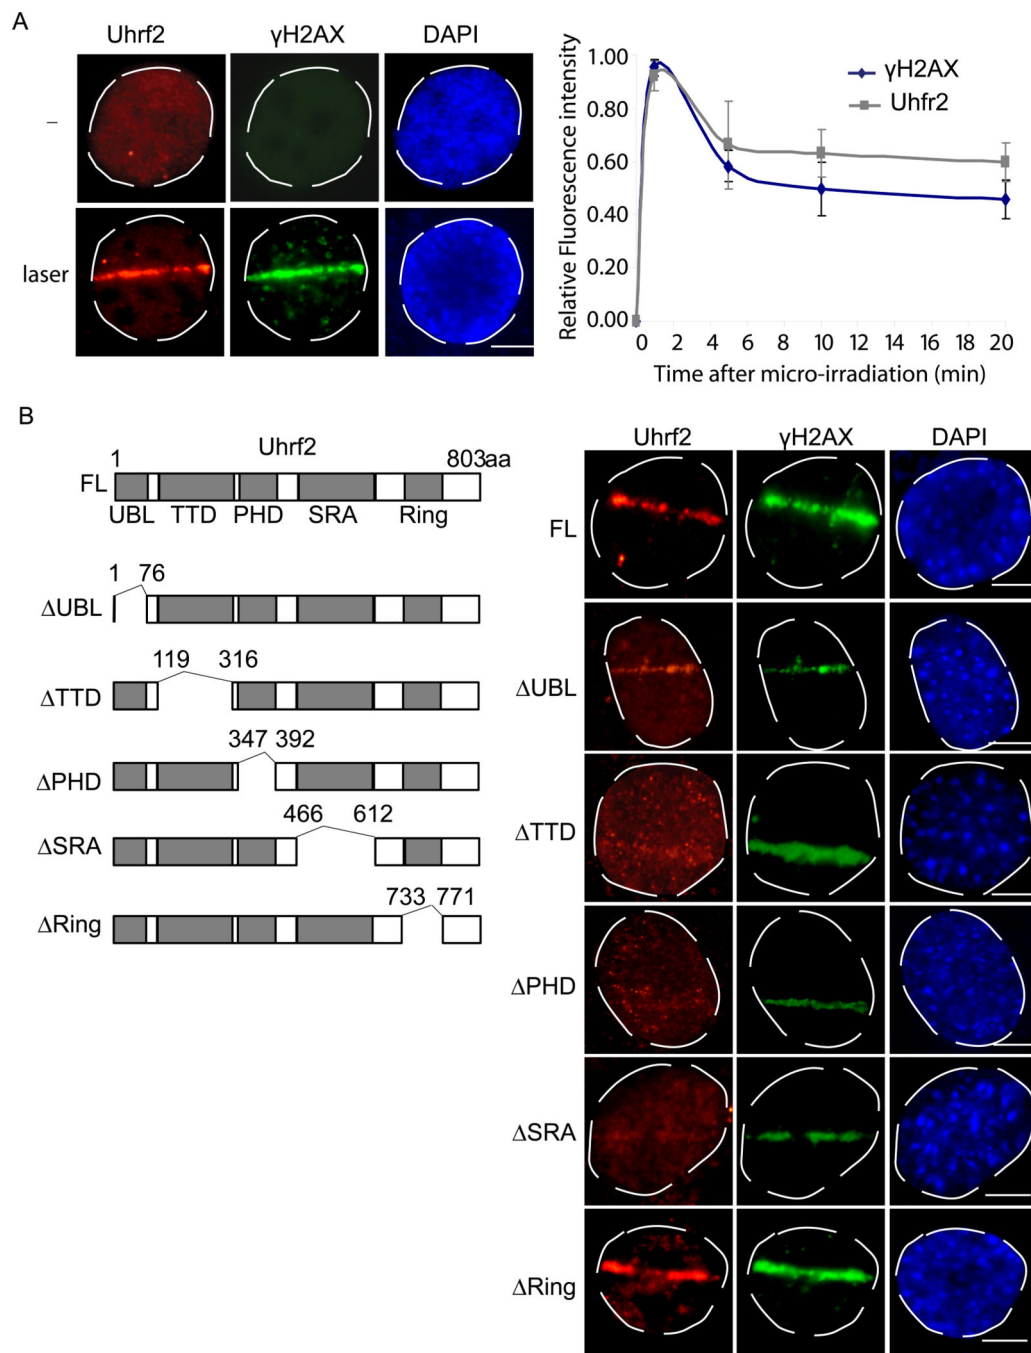 A
Uhrf2 γH2AX DAPI
–
laser
1.00
0.80
0.60
0.40
0.20
0.00
Relative Fluorescence intensity
γH2AX
Uhfr2
0 2 4 6 8 10 12 14 16 18 20
Time after micro-irradiation (min)
B
1 Uhrf2 803aa
FL
UBL TTD PHD SRA Ring
1 76
ΔUBL
119 316
ΔTTD
347 392
ΔPHD
466 612
ΔSRA
733 771
ΔRing
Uhrf2 γH2AX DAPI
FL
ΔUBL
ΔTTD
ΔPHD
ΔSRA
ΔRing